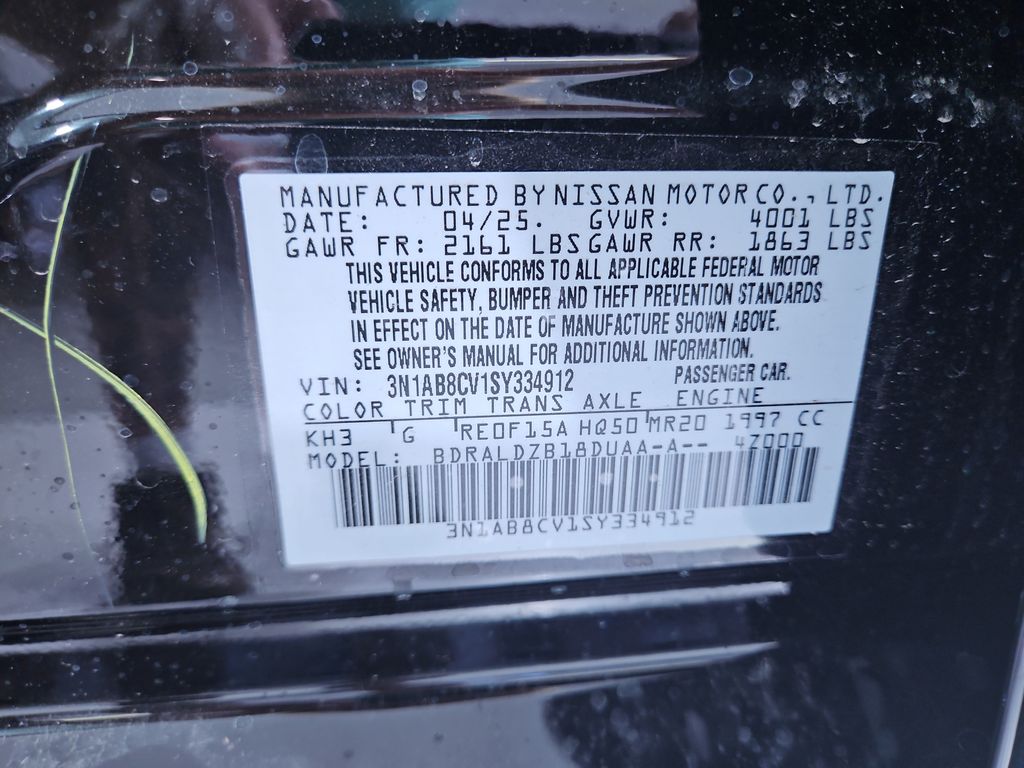 MANUFACTURED BY NISSAN MOTOR CO., LTD.
DATE: 04/25. GVWR: 4001 LBS
GAWR FR: 2161 LBS GAWR RR: 1863 LBS
THIS VEHICLE CONFORMS TO ALL APPLICABLE FEDERAL MOTOR
VEHICLE SAFETY, BUMPER AND THEFT PREVENTION STANDARDS
IN EFFECT ON THE DATE OF MANUFACTURE SHOWN ABOVE.
SEE OWNER'S MANUAL FOR ADDITIONAL INFORMATION.
VIN: 3N1AB8CV1SY334912 PASSENGER CAR.
COLOR TRIM TRANS AXLE ENGINE
KH3 G RE0F15A HQ50 MR20 1997 CC
MODEL: BDRALDZB18DUAA-A-- 4Z000
3N1AB8CV1SY334912